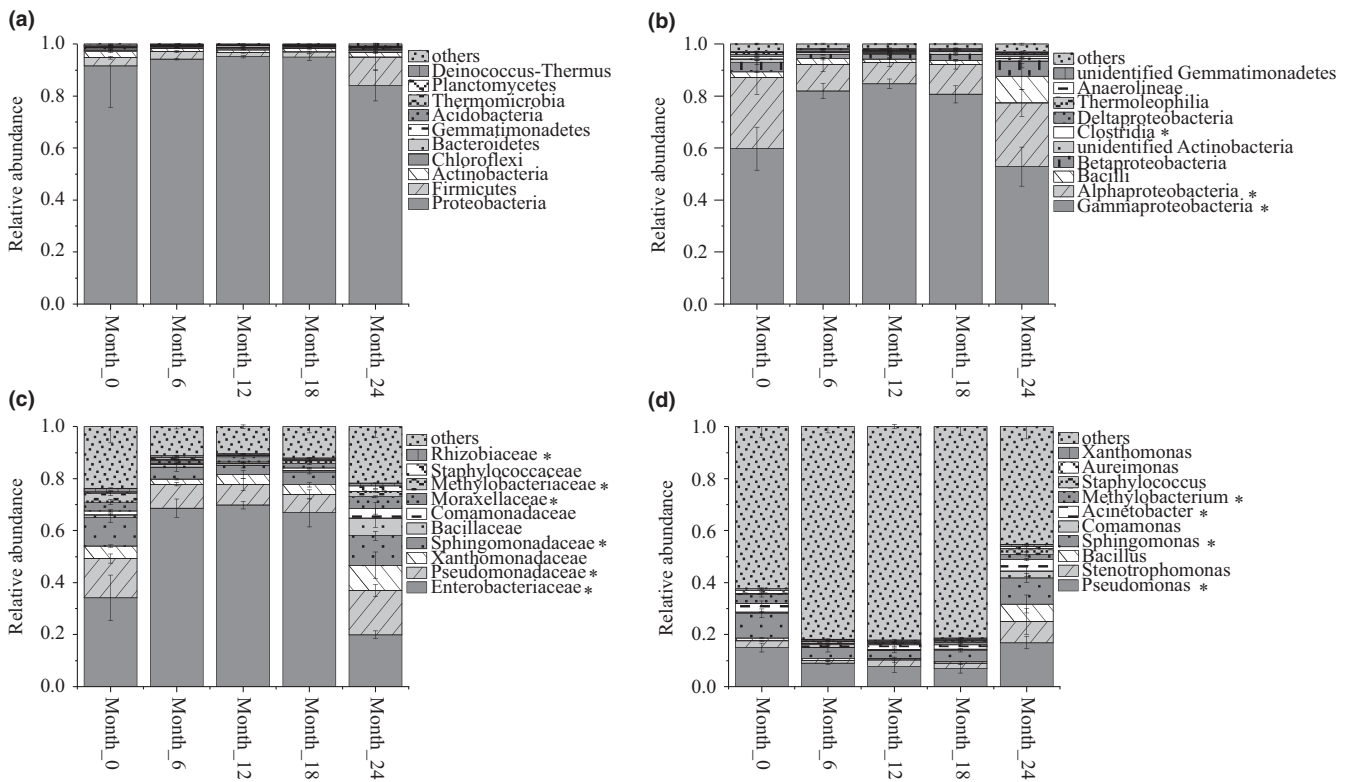 (a)
Relative abundance
1.0
0.8
0.6
0.4
0.2
0.0
Month_0
Month_6
Month_12
Month_18
Month_24
others
Deinococcus-Thermus
Planctomycetes
Thermomicrobia
Acidobacteria
Gemmatimonadetes
Bacteroidetes
Chloroflexi
Actinobacteria
Firmicutes
Proteobacteria
(b)
Relative abundance
1.0
0.8
0.6
0.4
0.2
0.0
Month_0
Month_6
Month_12
Month_18
Month_24
others
unidentified Gemmatimonadetes
Anaerolineae
Thermoleophilia
Deltaproteobacteria
Clostridia *
unidentified Actinobacteria
Betaproteobacteria
Bacilli
Alphaproteobacteria *
Gammaproteobacteria *
(c)
Relative abundance
1.0
0.8
0.6
0.4
0.2
0.0
Month_0
Month_6
Month_12
Month_18
Month_24
others
Rhizobiaceae *
Staphylococcaceae
Methylobacteriaceae *
Moraxellaceae *
Comamonadaceae
Bacillaceae
Sphingomonadaceae *
Xanthomonadaceae
Pseudomonadaceae *
Enterobacteriaceae *
(d)
Relative abundance
1.0
0.8
0.6
0.4
0.2
0.0
Month_0
Month_6
Month_12
Month_18
Month_24
others
Xanthomonas
Aureimonas
Staphylococcus
Methylobacterium *
Acinetobacter *
Comamonas
Sphingomonas *
Bacillus
Stenotrophomonas
Pseudomonas *